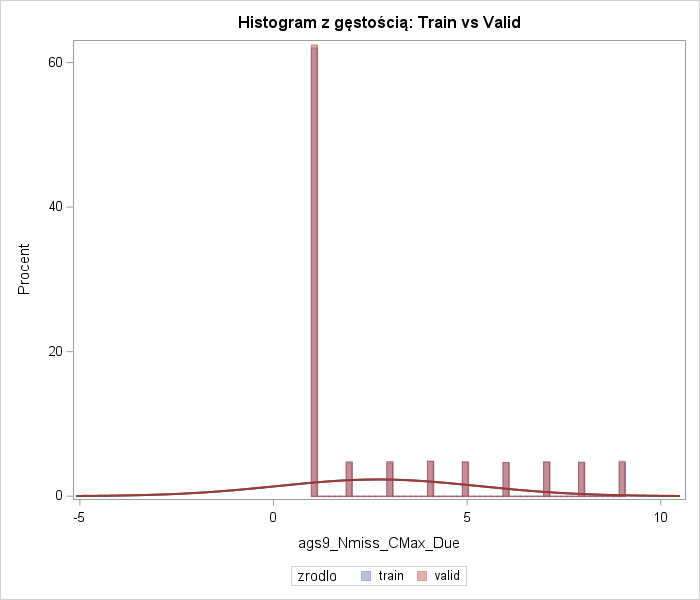 Histogram z gęstością: Train vs Valid
60
40
20
0
Procent
-5
0
5
10
ags9_Nmiss_CMax_Due
zrodlo train valid